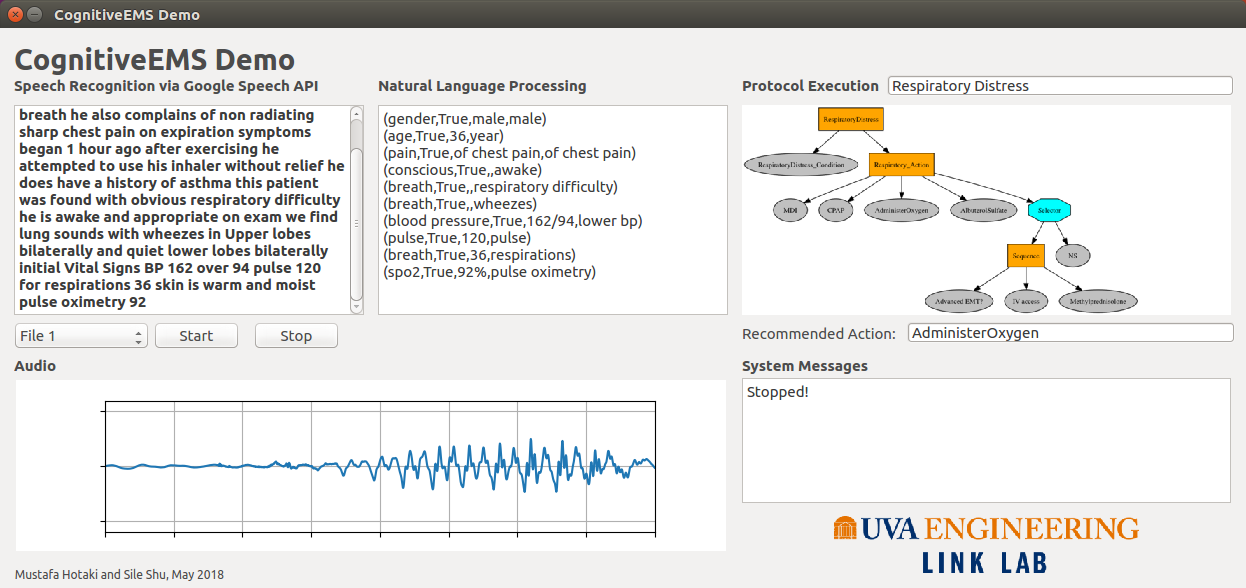 CognitiveEMS Demo
CognitiveEMS Demo
Speech Recognition via Google Speech API
breath he also complains of non radiating
sharp chest pain on expiration symptoms
began 1 hour ago after exercising he
attempted to use his inhaler without relief he
does have a history of asthma this patient
was found with obvious respiratory difficulty
he is awake and appropriate on exam we find
lung sounds with wheezes in Upper lobes
bilaterally and quiet lower lobes bilaterally
initial Vital Signs BP 162 over 94 pulse 120
for respirations 36 skin is warm and moist
pulse oximetry 92
File 1
Start
Stop
Natural Language Processing
(gender,True,male,male)
(age,True,36,year)
(pain,True,of chest pain,of chest pain)
(conscious,True,,awake)
(breath,True,,respiratory difficulty)
(breath,True,,wheezes)
(blood pressure,True,162/94,lower bp)
(pulse,True,120,pulse)
(breath,True,36,respirations)
(spo2,True,92%,pulse oximetry)
Protocol Execution Respiratory Distress
RespiratoryDistress
RespiratoryDistress_Condition Respiratory_Action
MDI CPAP AdministerOxygen AlbuterolSulfate Selector
Sequence NS
Advanced EMT? IV access Methylprednisolone
Recommended Action: AdministerOxygen
Audio
System Messages
Stopped!
UVA ENGINEERING
LINK LAB
Mustafa Hotaki and Sile Shu, May 2018